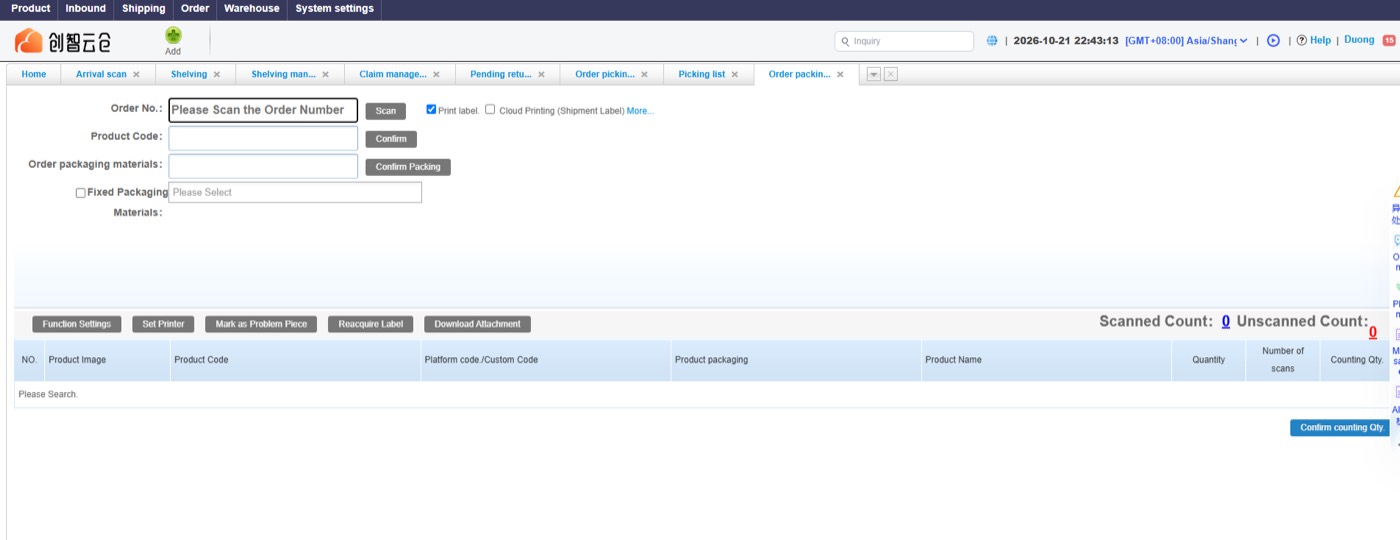 Product Inbound Shipping Order Warehouse System settings
创智云仓
Add
Inquiry
| 2026-10-21 22:43:13 [GMT+08:00] Asia/Shang | | Help | Duong 15
Home Arrival scan Shelving Shelving man... Claim manage... Pending retu... Order pickin... Picking list Order packin...
Order No.: Please Scan the Order Number Scan Print label. Cloud Printing (Shipment Label) More...
Product Code: Confirm
Order packaging materials: Confirm Packing
Fixed Packaging Please Select
Materials:
异
处
O
n
Function Settings Set Printer Mark as Problem Piece Reacquire Label Download Attachment Scanned Count: 0 Unscanned Count: 0
NO. Product Image Product Code Platform code./Custom Code Product packaging Product Name Quantity Number of scans Counting Qty.
Please Search.
Confirm counting Qty.